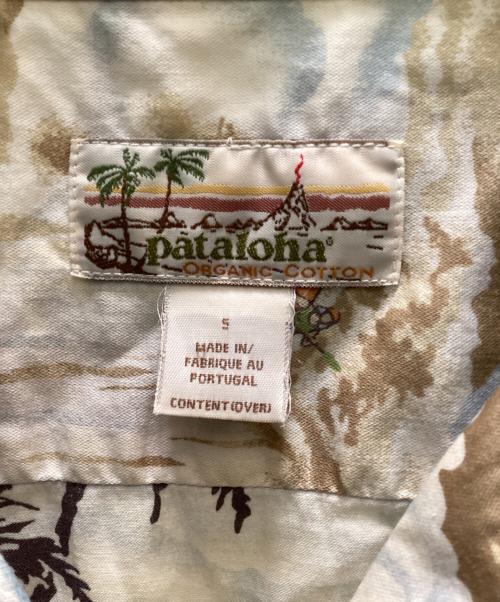 pataloha®
ORGANIC COTTON
S
MADE IN/
FABRIQUE AU
PORTUGAL
CONTENT(OVER)